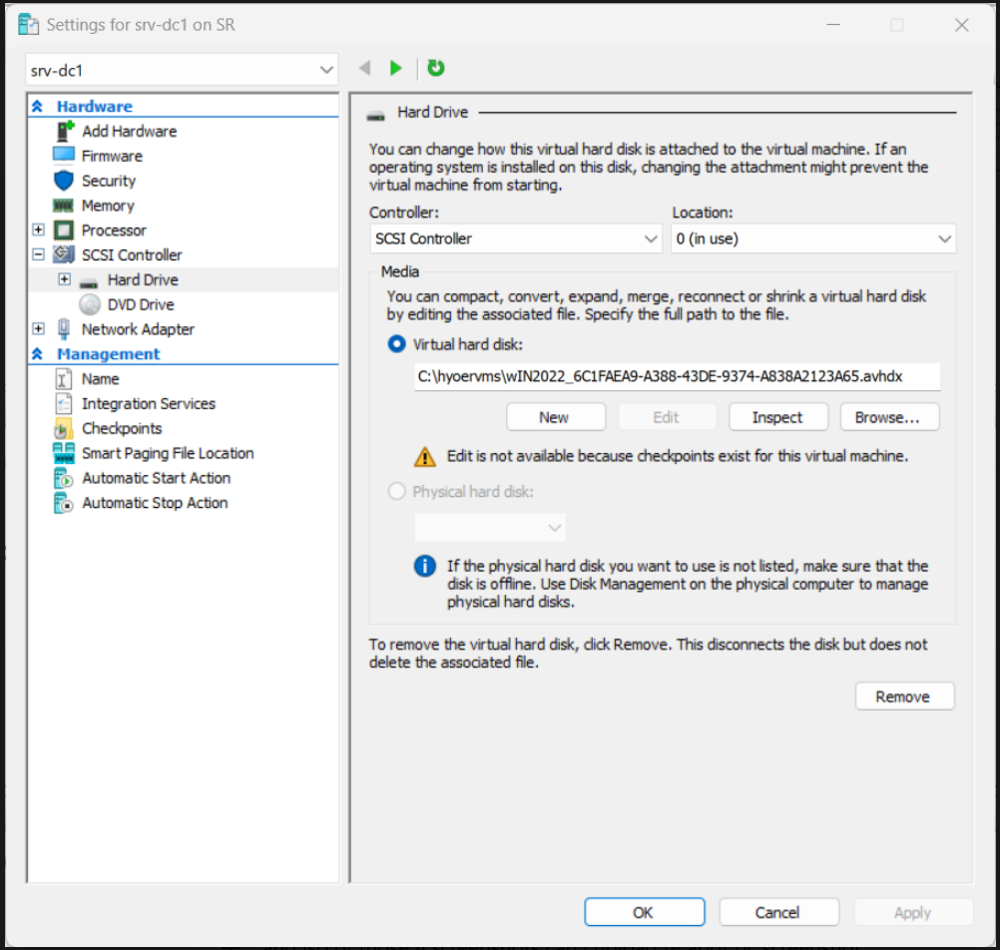 Settings for srv-dc1 on SR
srv-dc1
Hardware
Add Hardware
Firmware
Security
Memory
Processor
SCSI Controller
Hard Drive
DVD Drive
Network Adapter
Management
Name
Integration Services
Checkpoints
Smart Paging File Location
Automatic Start Action
Automatic Stop Action
Hard Drive
You can change how this virtual hard disk is attached to the virtual machine. If an
operating system is installed on this disk, changing the attachment might prevent the
virtual machine from starting.
Controller:
Location:
SCSI Controller
0 (in use)
Media
You can compact, convert, expand, merge, reconnect or shrink a virtual hard disk
by editing the associated file. Specify the full path to the file.
Virtual hard disk:
C:\hyoervms\wIN2022_6C1FAEA9-A388-43DE-9374-A838A2123A65.avhdx
New
Edit
Inspect
Browse...
Edit is not available because checkpoints exist for this virtual machine.
Physical hard disk:
If the physical hard disk you want to use is not listed, make sure that the
disk is offline. Use Disk Management on the physical computer to manage
physical hard disks.
To remove the virtual hard disk, click Remove. This disconnects the disk but does not
delete the associated file.
Remove
OK
Cancel
Apply